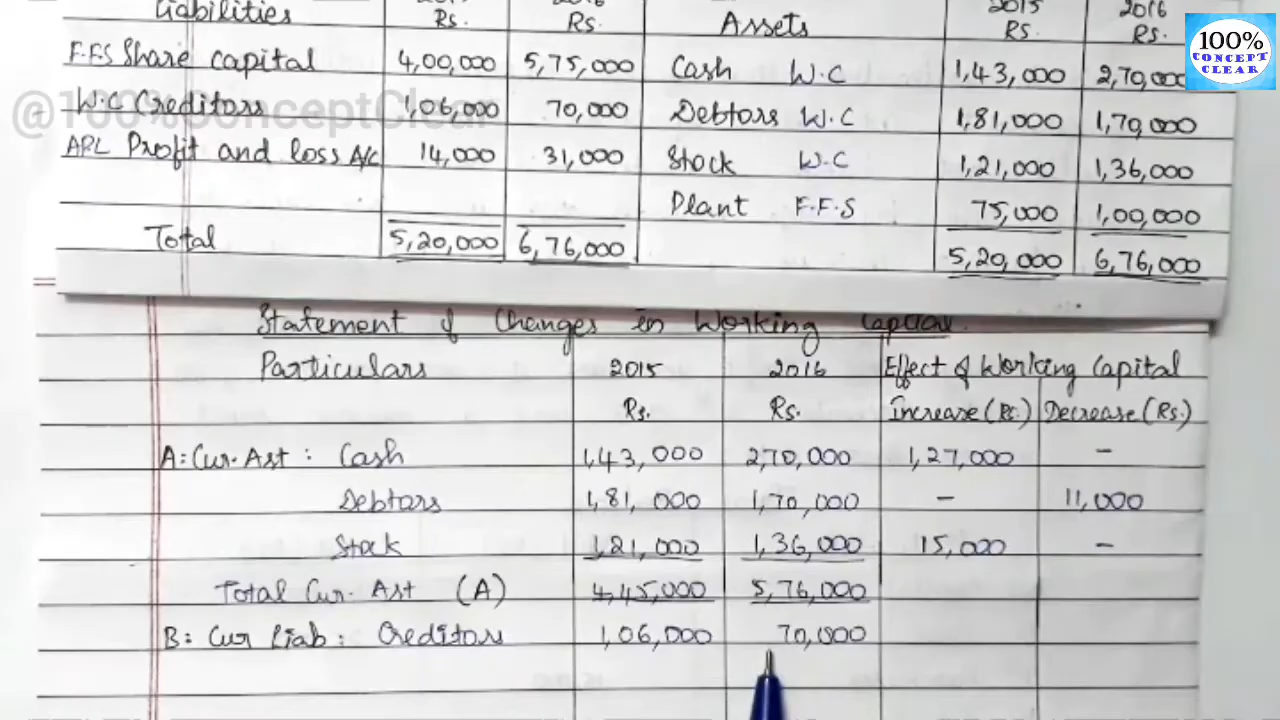 Liabilities Rs. 2016 Rs. Assets 2015 Rs. 2016 Rs.
100%
CONCEPT
CLEAR
F.F.S Share capital 4,00,000 5,75,000 Cash W.C 1,43,000 2,70,000
@100%ConceptClear
W.C Creditors 1,06,000 70,000 Debtors W.C 1,81,000 1,70,000
APL Profit and loss A/C 14,000 31,000 Stock W.C 1,21,000 1,36,000
Plant F.F.S 75,000 1,00,000
Total 5,20,000 6,76,000 5,20,000 6,76,000
Statement of Changes in Working Capital.
Particulars 2015 2016 Effect of Working Capital
Rs. Rs. Increase (Rs.) Decrease (Rs.)
A: Cur. Ast : Cash 1,43,000 2,70,000 1,27,000 -
Debtors 1,81,000 1,70,000 - 11,000
Stock 1,21,000 1,36,000 15,000 -
Total Cur. Ast (A) 4,45,000 5,76,000
B: Cur Liab : Creditors 1,06,000 70,000